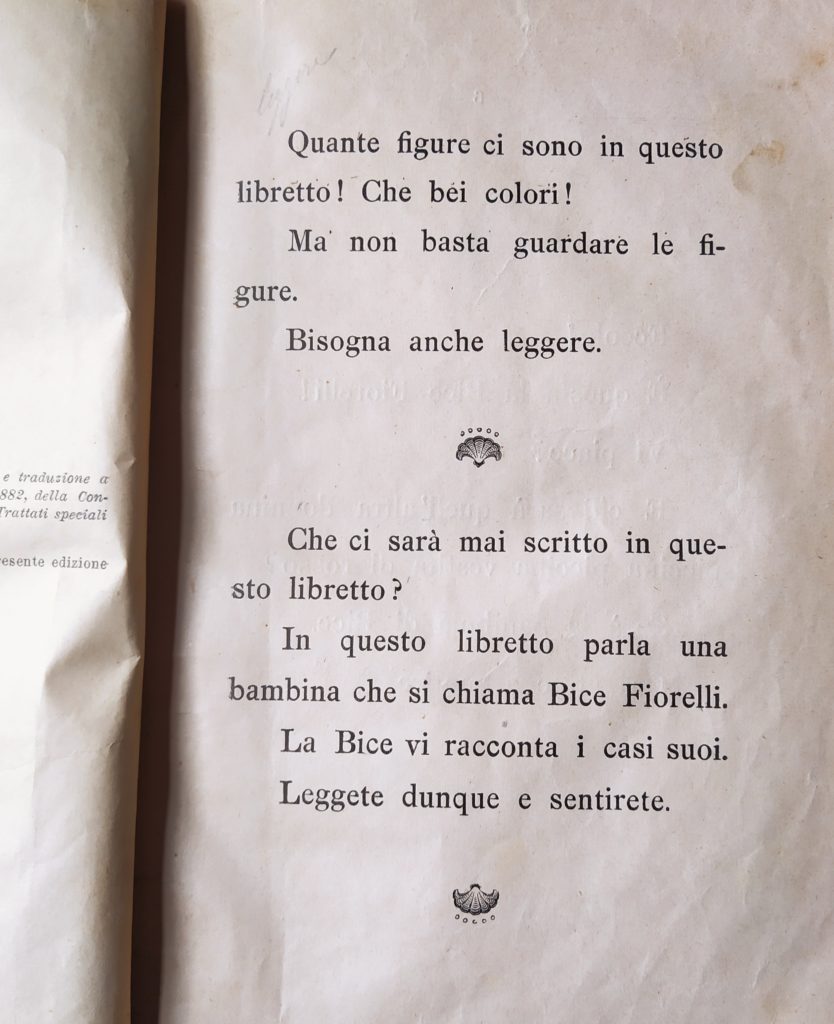 e traduzione a
882, della Con-
Trattati speciali
esente edizione
Quante figure ci sono in questo
libretto! Che bei colori!
Ma non basta guardare le fi-
gure.
Bisogna anche leggere.
Che ci sarà mai scritto in que-
sto libretto?
In questo libretto parla una
bambina che si chiama Bice Fiorelli.
La Bice vi racconta i casi suoi.
Leggete dunque e sentirete.